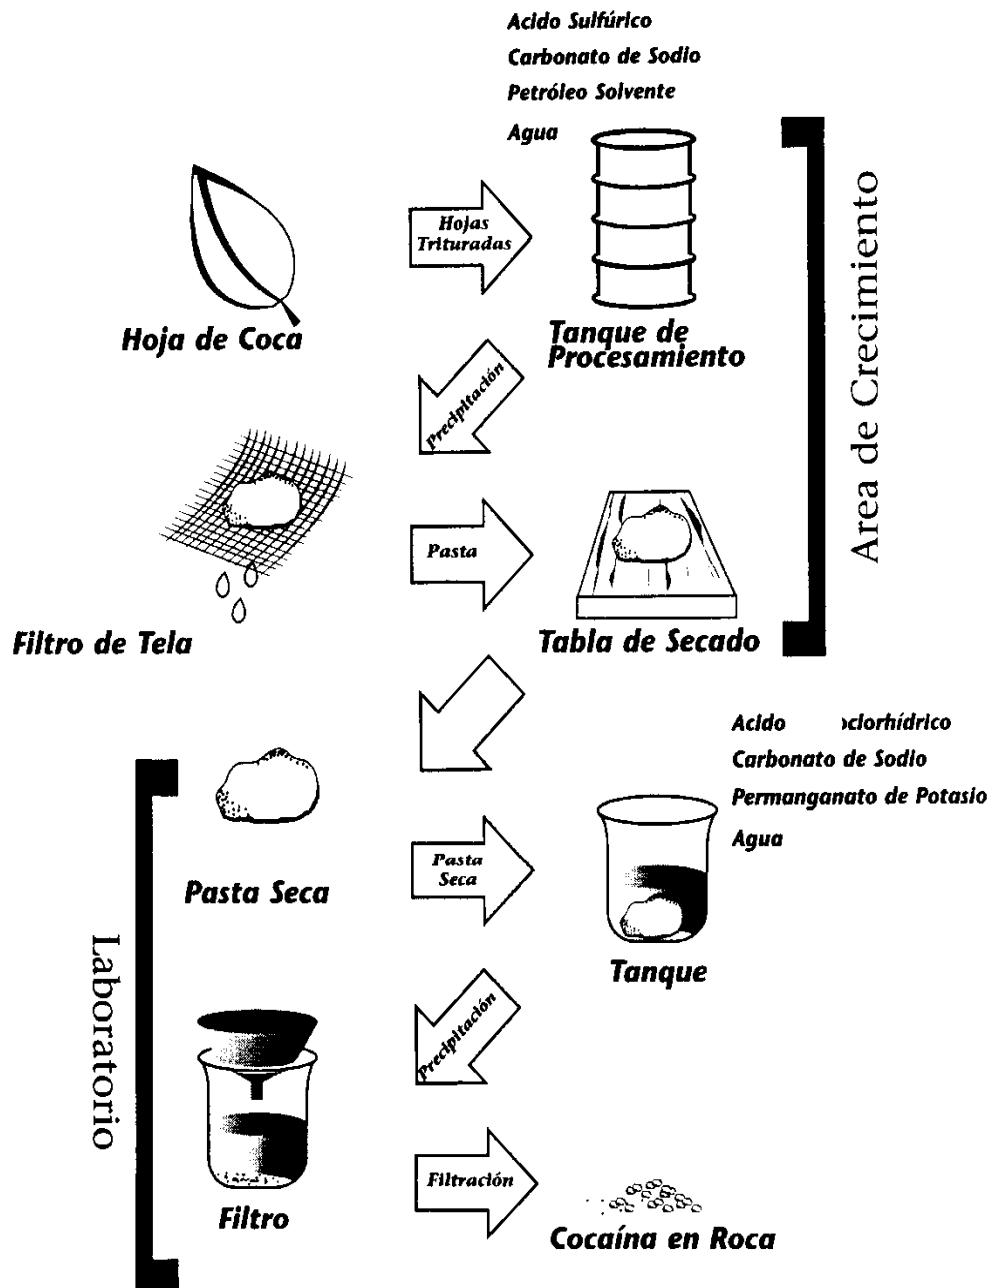 Acido Sulfúrico
Carbonato de Sodio
Petróleo Solvente
Agua
Hojas
Trituradas
Hoja de Coca
Tanque de
Procesamiento
Area de Crecimiento
Precipitación
Pasta
Filtro de Tela
Tabla de Secado
Acido oclorhídrico
Carbonato de Sodio
Permanganato de Potasio
Agua
Pasta
Seca
Pasta Seca
Tanque
Laboratorio
Precipitación
Filtración
Filtro
Cocaína en Roca